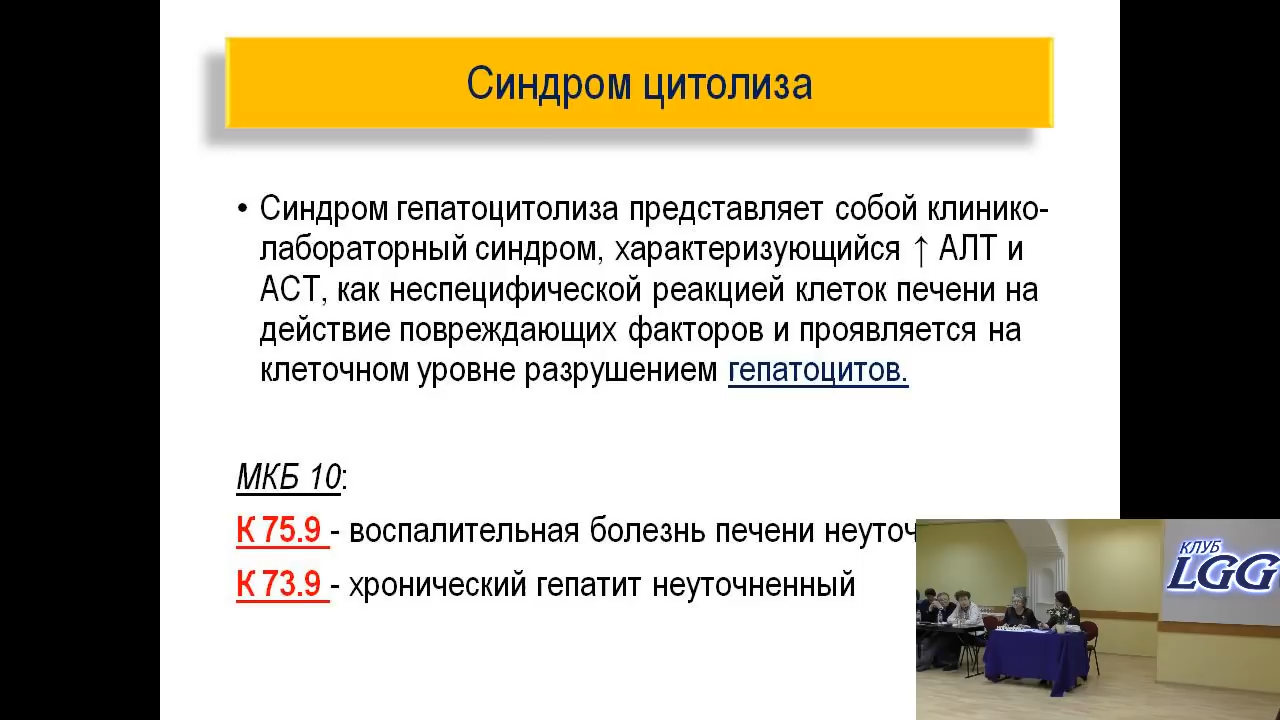 Синдром цитолиза
• Синдром гепатоцитолиза представляет собой клинико-
лабораторный синдром, характеризующийся ↑ АЛТ и
АСТ, как неспецифической реакцией клеток печени на
действие повреждающих факторов и проявляется на
клеточном уровне разрушением гепатоцитов.
МКБ 10:
К 75.9 - воспалительная болезнь печени неуточ
К 73.9 - хронический гепатит неуточненный
КЛУБ
LGG